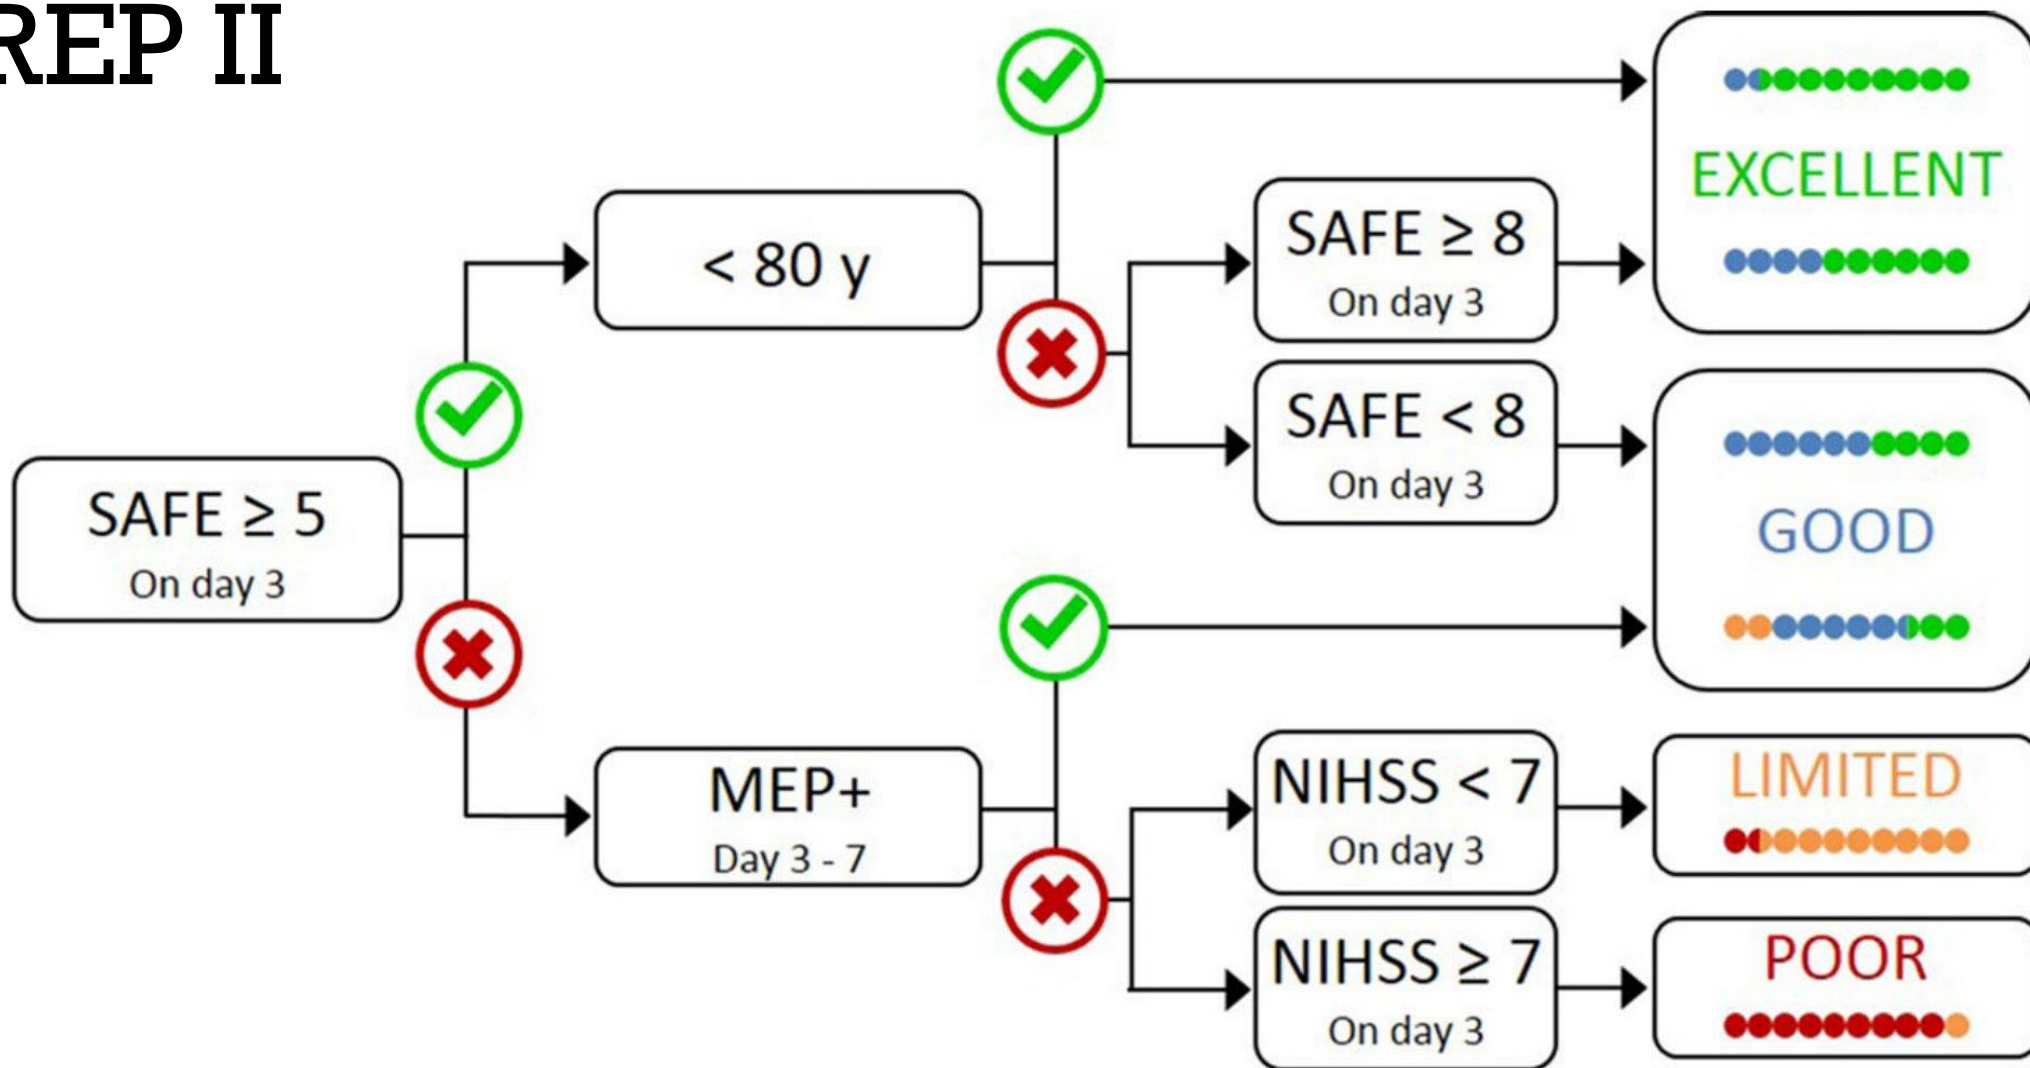 REP II
< 80 y
SAFE ≥ 8
On day 3
EXCELLENT
SAFE < 8
On day 3
SAFE ≥ 5
On day 3
GOOD
MEP+
Day 3 - 7
NIHSS < 7
On day 3
LIMITED
NIHSS ≥ 7
On day 3
POOR